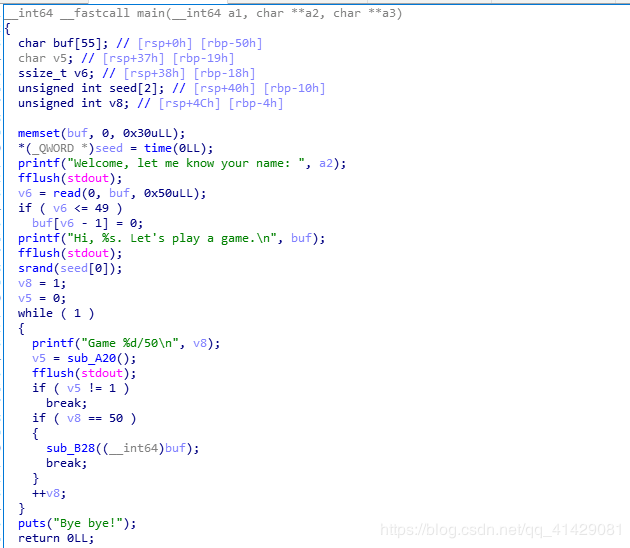 __int64 __fastcall main(__int64 a1, char **a2, char **a3)
{
  char buf[55]; // [rsp+0h] [rbp-50h]
  char v5; // [rsp+37h] [rbp-19h]
  ssize_t v6; // [rsp+38h] [rbp-18h]
  unsigned int seed[2]; // [rsp+40h] [rbp-10h]
  unsigned int v8; // [rsp+4Ch] [rbp-4h]

  memset(buf, 0, 0x30uLL);
  *(_QWORD *)seed = time(0LL);
  printf("Welcome, let me know your name: ", a2);
  fflush(stdout);
  v6 = read(0, buf, 0x50uLL);
  if ( v6 <= 49 )
    buf[v6 - 1] = 0;
  printf("Hi, %s. Let's play a game.\n", buf);
  fflush(stdout);
  srand(seed[0]);
  v8 = 1;
  v5 = 0;
  while ( 1 )
  {
    printf("Game %d/50\n", v8);
    v5 = sub_A20();
    fflush(stdout);
    if ( v5 != 1 )
      break;
    if ( v8 == 50 )
    {
      sub_B28((__int64)buf);
      break;
    }
    ++v8;
  }
  puts("Bye bye!");
  return 0LL;
https://blog.csdn.net/qq_41429081